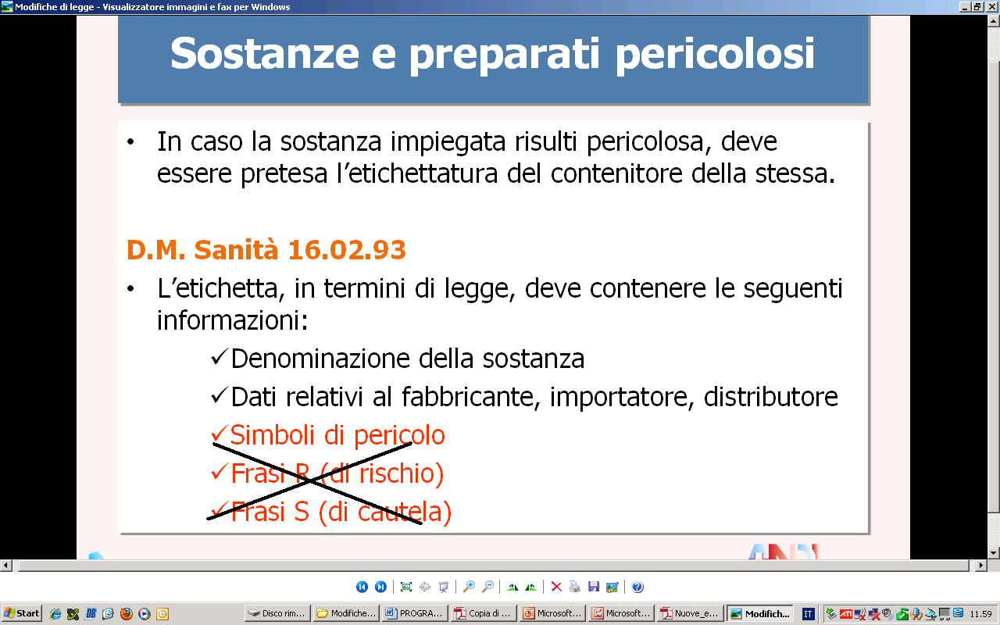 Modifiche di legge - Visualizzatore immagini e fax per Windows
Sostanze e preparati pericolosi
• In caso la sostanza impiegata risulti pericolosa, deve
essere pretesa l’etichettatura del contenitore della stessa.
D.M. Sanità 16.02.93
• L’etichetta, in termini di legge, deve contenere le seguenti
informazioni:
✓Denominazione della sostanza
✓Dati relativi al fabbricante, importatore, distributore
✓Simboli di pericolo
✓Frasi R (di rischio)
✓Frasi S (di cautela)
ANDI
Start Disco rim... Modifiche... PROGRA... Copia di ... Microsoft... Microsoft... Nuove_e... Modifich... IT 11.59